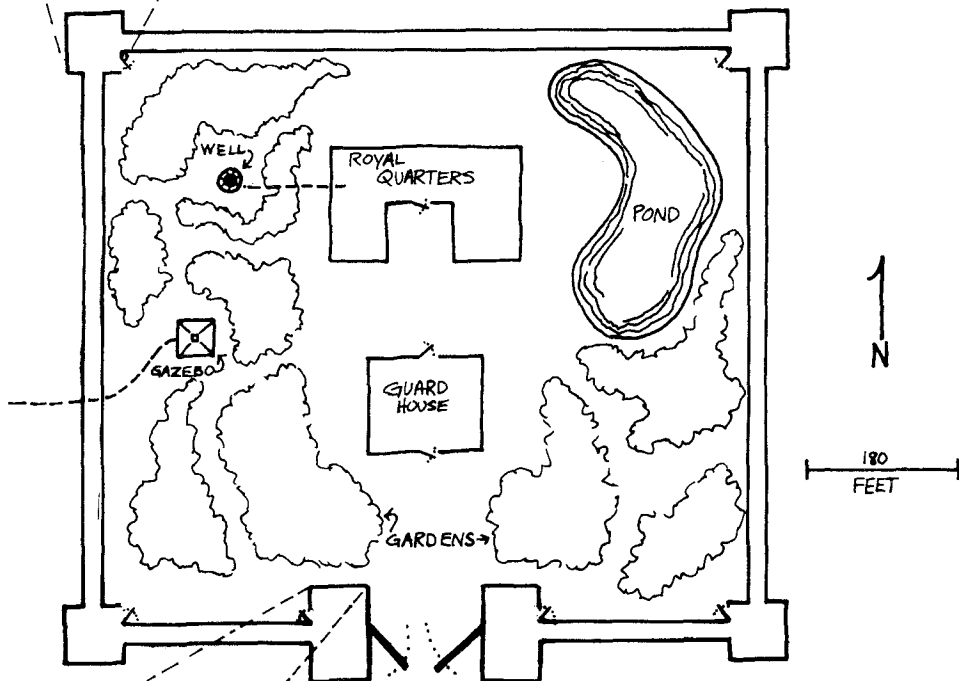 WELL
ROYAL
QUARTERS
POND
N
GAZEBO
GUARD
HOUSE
180
FEET
GARDENS